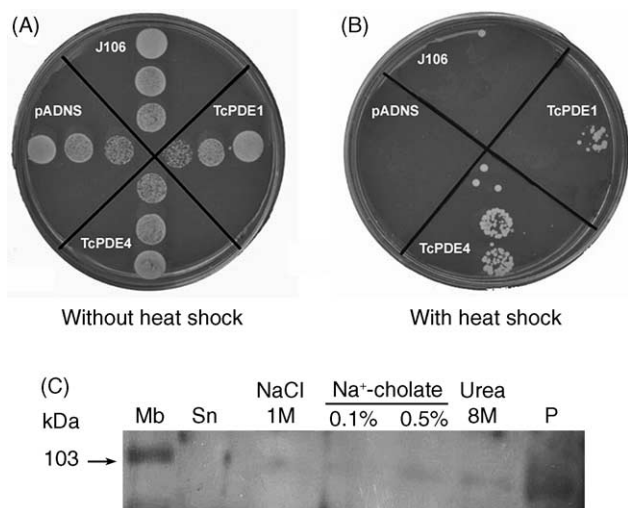 (A)
J106
pADNS
TcPDE1
TcPDE4
Without heat shock
(B)
J106
pADNS
TcPDE1
TcPDE4
With heat shock
(C)
NaCl Na⁺-cholate Urea
kDa Mb Sn 1M 0.1% 0.5% 8M P
103